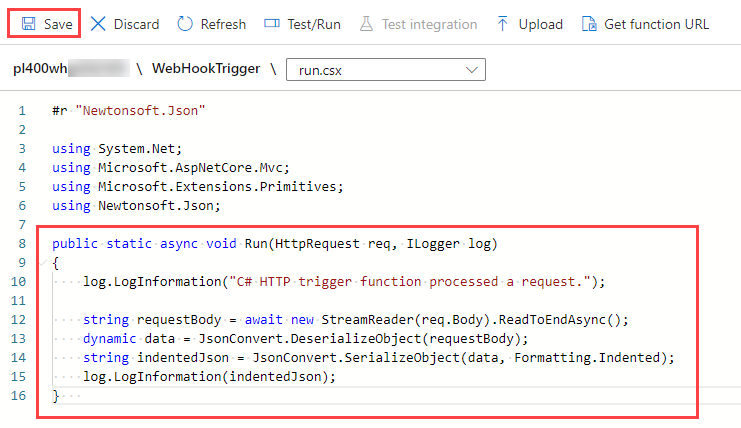 Save Discard Refresh Test/Run Test integration Upload Get function URL
pl400wh \ WebHookTrigger \ run.csx
1 #r "Newtonsoft.Json"
2
3 using System.Net;
4 using Microsoft.AspNetCore.Mvc;
5 using Microsoft.Extensions.Primitives;
6 using Newtonsoft.Json;
7
8 public static async void Run(HttpRequest req, ILogger log)
9 {
10     log.LogInformation("C# HTTP trigger function processed a request.");
11
12     string requestBody = await new StreamReader(req.Body).ReadToEndAsync();
13     dynamic data = JsonConvert.DeserializeObject(requestBody);
14     string indentedJson = JsonConvert.SerializeObject(data, Formatting.Indented);
15     log.LogInformation(indentedJson);
16 }